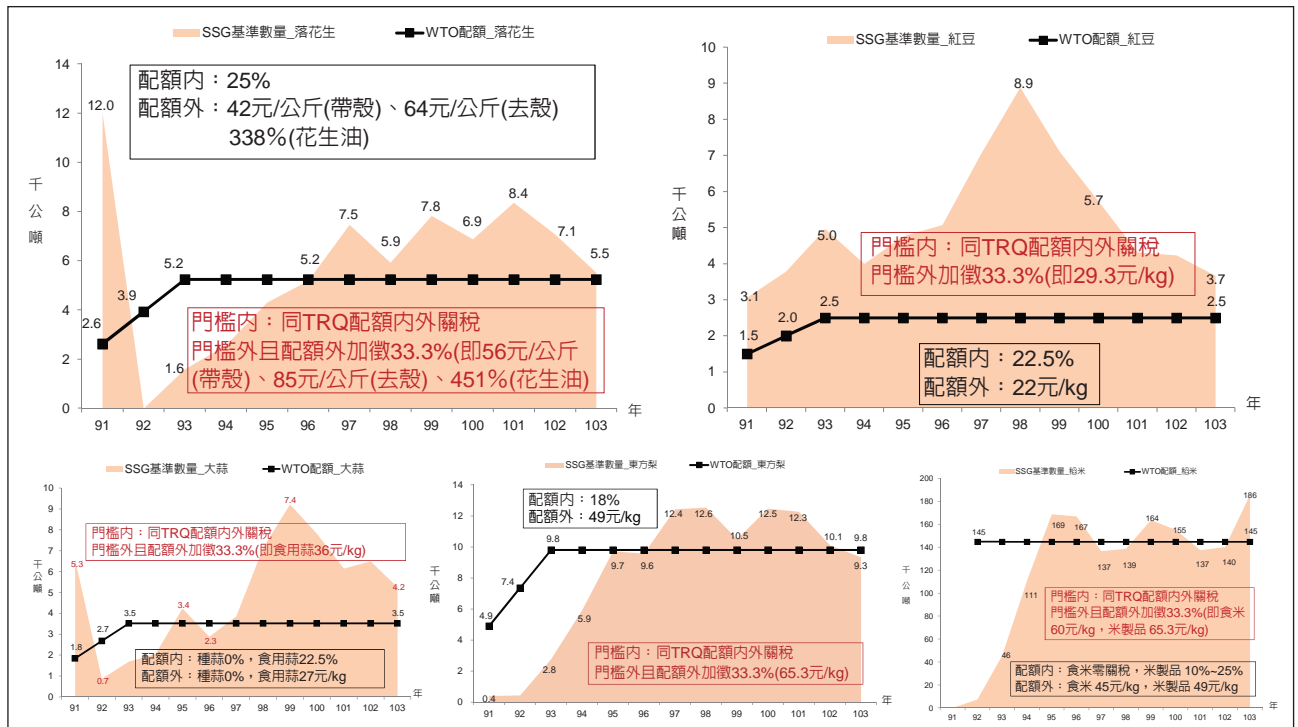 SSG基準數量_落花生 WTO配額_落花生
配額內：25%
配額外：42元/公斤(帶殼)、64元/公斤(去殼)
338%(花生油)
千公噸
14
12
10
8
6
4
2
0
12.0
2.6
3.9
5.2
1.6
5.2
7.5
5.9
7.8
6.9
8.4
7.1
5.5
門檻內：同TRQ配額內外關稅
門檻外且配額外加徵33.3%(即56元/公斤
(帶殼)、85元/公斤(去殼)、451%(花生油)
91 92 93 94 95 96 97 98 99 100 101 102 103
年
SSG基準數量_紅豆 WTO配額_紅豆
千公噸
10
9
8
7
6
5
4
3
2
1
0
3.1
5.0
8.9
5.7
3.7
1.5
2.0
2.5
2.5
門檻內：同TRQ配額內外關稅
門檻外加徵33.3%(即29.3元/kg)
配額內：22.5%
配額外：22元/kg
91 92 93 94 95 96 97 98 99 100 101 102 103
年
SSG基準數量_大蒜 WTO配額_大蒜
千公噸
10
9
8
7
6
5
4
3
2
1
0
門檻內：同TRQ配額內外關稅
門檻外且配額外加徵33.3%(即食用蒜36元/kg)
5.3
0.7
3.4
2.3
7.4
4.2
1.8
2.7
3.5
3.5
配額內：種蒜0%，食用蒜22.5%
配額外：種蒜0%，食用蒜27元/kg
91 92 93 94 95 96 97 98 99 100 101 102 103
年
SSG基準數量_東方梨 WTO配額_東方梨
配額內：18%
配額外：49元/kg
千公噸
14
12
10
8
6
4
2
0
4.9
7.4
9.8
9.8
0.4
2.8
5.9
9.7
9.6
12.4
12.6
10.5
12.5
12.3
10.1
9.3
門檻內：同TRQ配額內外關稅
門檻外且配額外加徵33.3%(65.3元/kg)
91 92 93 94 95 96 97 98 99 100 101 102 103
年
SSG基準數量_稻米 WTO配額_稻米
千公噸
200
180
160
140
120
100
80
60
40
20
0
145
46
111
169
167
137
139
164
155
137
140
186
145
門檻內：同TRQ配額內外關稅
門檻外且配額外加徵33.3%(即食米
60元/kg，米製品 65.3元/kg)
配額內：食米零關稅，米製品 10%~25%
配額外：食米 45元/kg，米製品 49元/kg
91 92 93 94 95 96 97 98 99 100 101 102 103
年